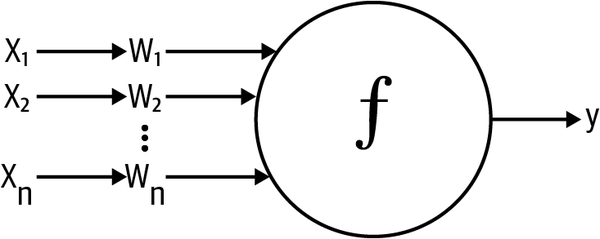 X₁ W₁
X₂ W₂
f y
Xₙ Wₙ